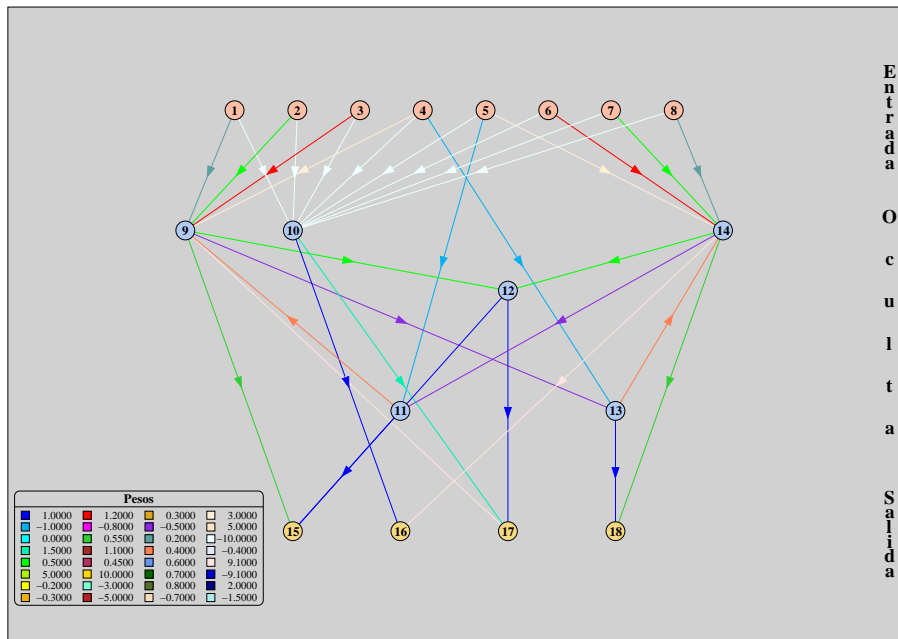 1 2 3 4 5 6 7 8
9 10 14
12
11 13
15 16 17 18
Entrada
Oculta
Salida
Pesos
1.0000 1.2000 0.3000 3.0000
−1.0000 −0.8000 −0.5000 5.0000
0.0000 0.5500 0.2000 −10.0000
1.5000 1.1000 0.4000 −0.4000
0.5000 0.4500 0.6000 9.1000
5.0000 10.0000 0.7000 −9.1000
−0.2000 −3.0000 0.8000 2.0000
−0.3000 −5.0000 −0.7000 −1.5000